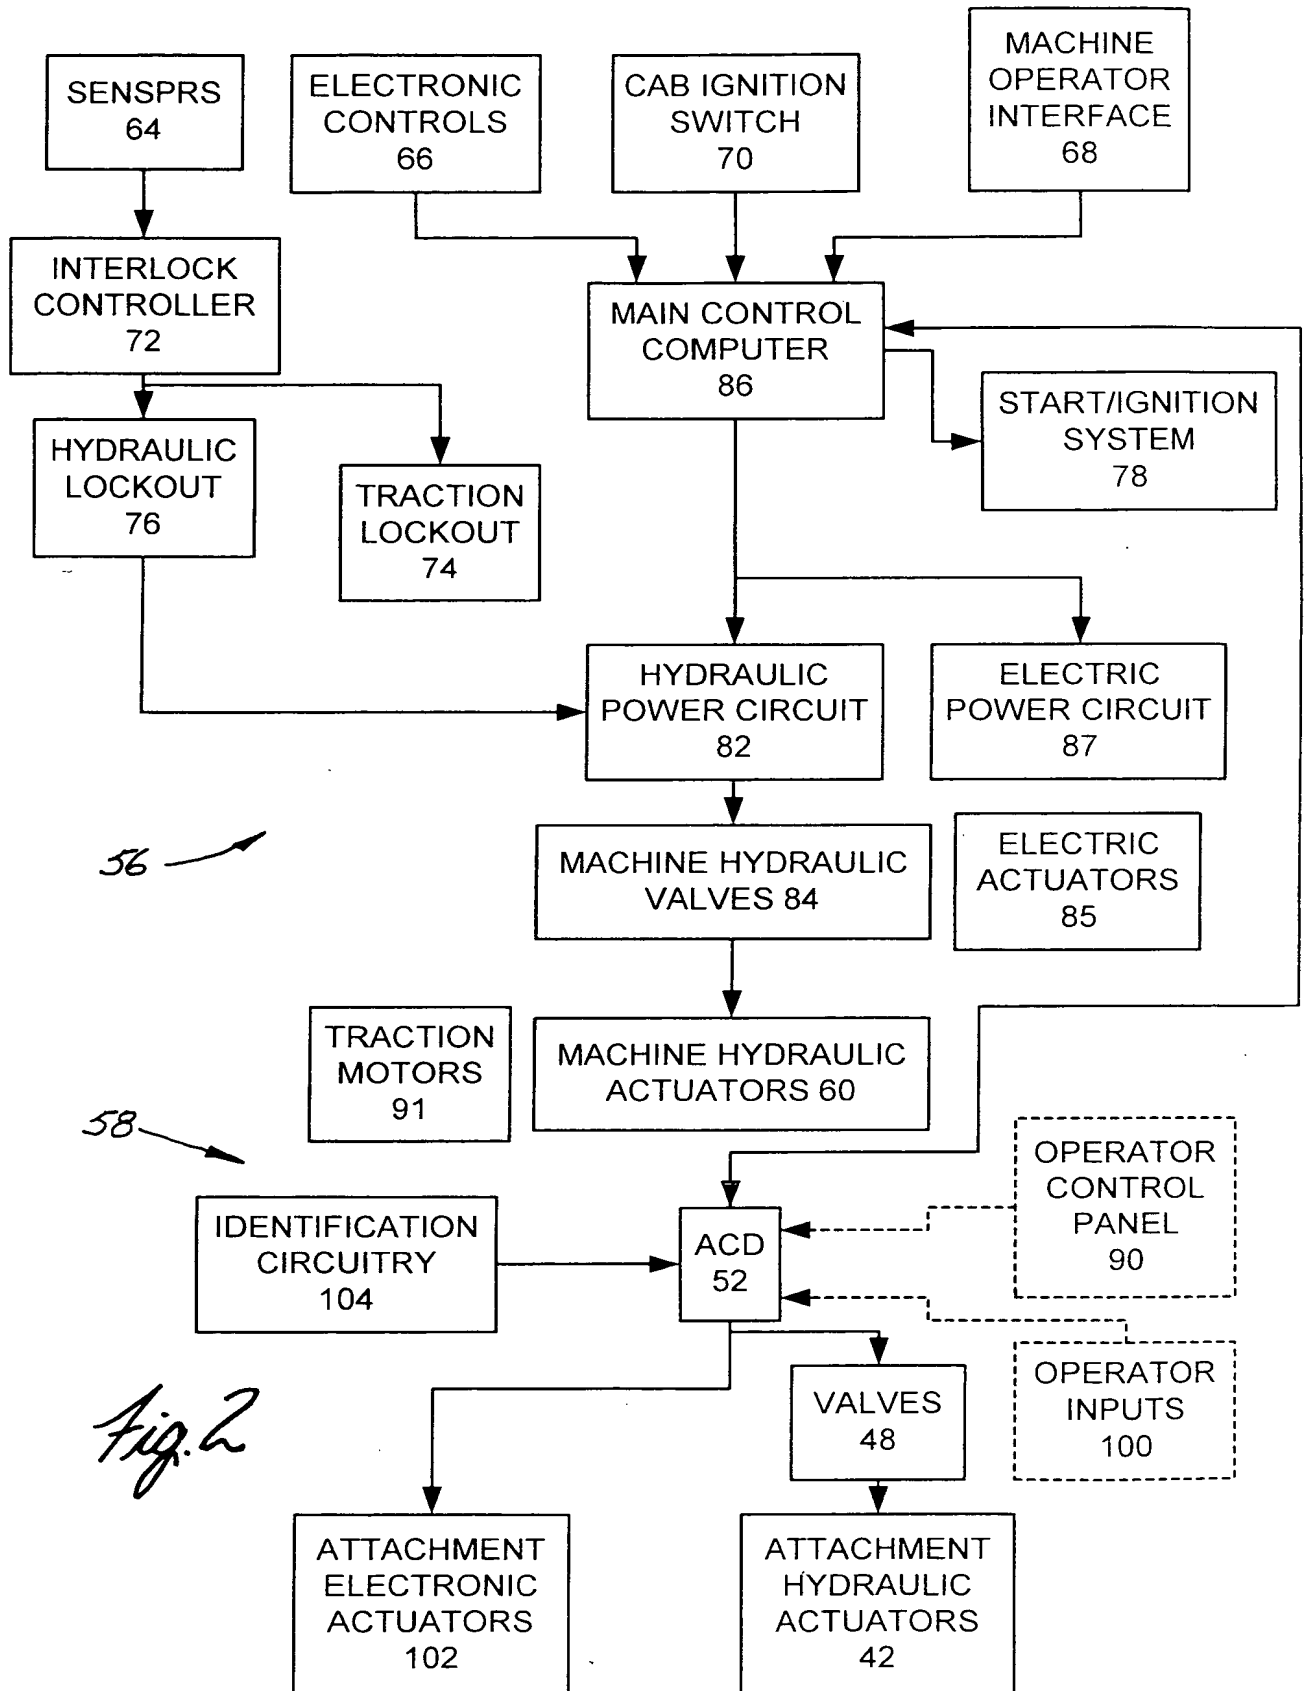 SENSPRS
64
ELECTRONIC
CONTROLS
66
CAB IGNITION
SWITCH
70
MACHINE
OPERATOR
INTERFACE
68
INTERLOCK
CONTROLLER
72
MAIN CONTROL
COMPUTER
86
START/IGNITION
SYSTEM
78
HYDRAULIC
LOCKOUT
76
TRACTION
LOCKOUT
74
HYDRAULIC
POWER CIRCUIT
82
ELECTRIC
POWER CIRCUIT
87
56
MACHINE HYDRAULIC
VALVES 84
ELECTRIC
ACTUATORS
85
TRACTION
MOTORS
91
MACHINE HYDRAULIC
ACTUATORS 60
58
IDENTIFICATION
CIRCUITRY
104
ACD
52
OPERATOR
CONTROL
PANEL
90
OPERATOR
INPUTS
100
VALVES
48
Fig. 2
ATTACHMENT
ELECTRONIC
ACTUATORS
102
ATTACHMENT
HYDRAULIC
ACTUATORS
42